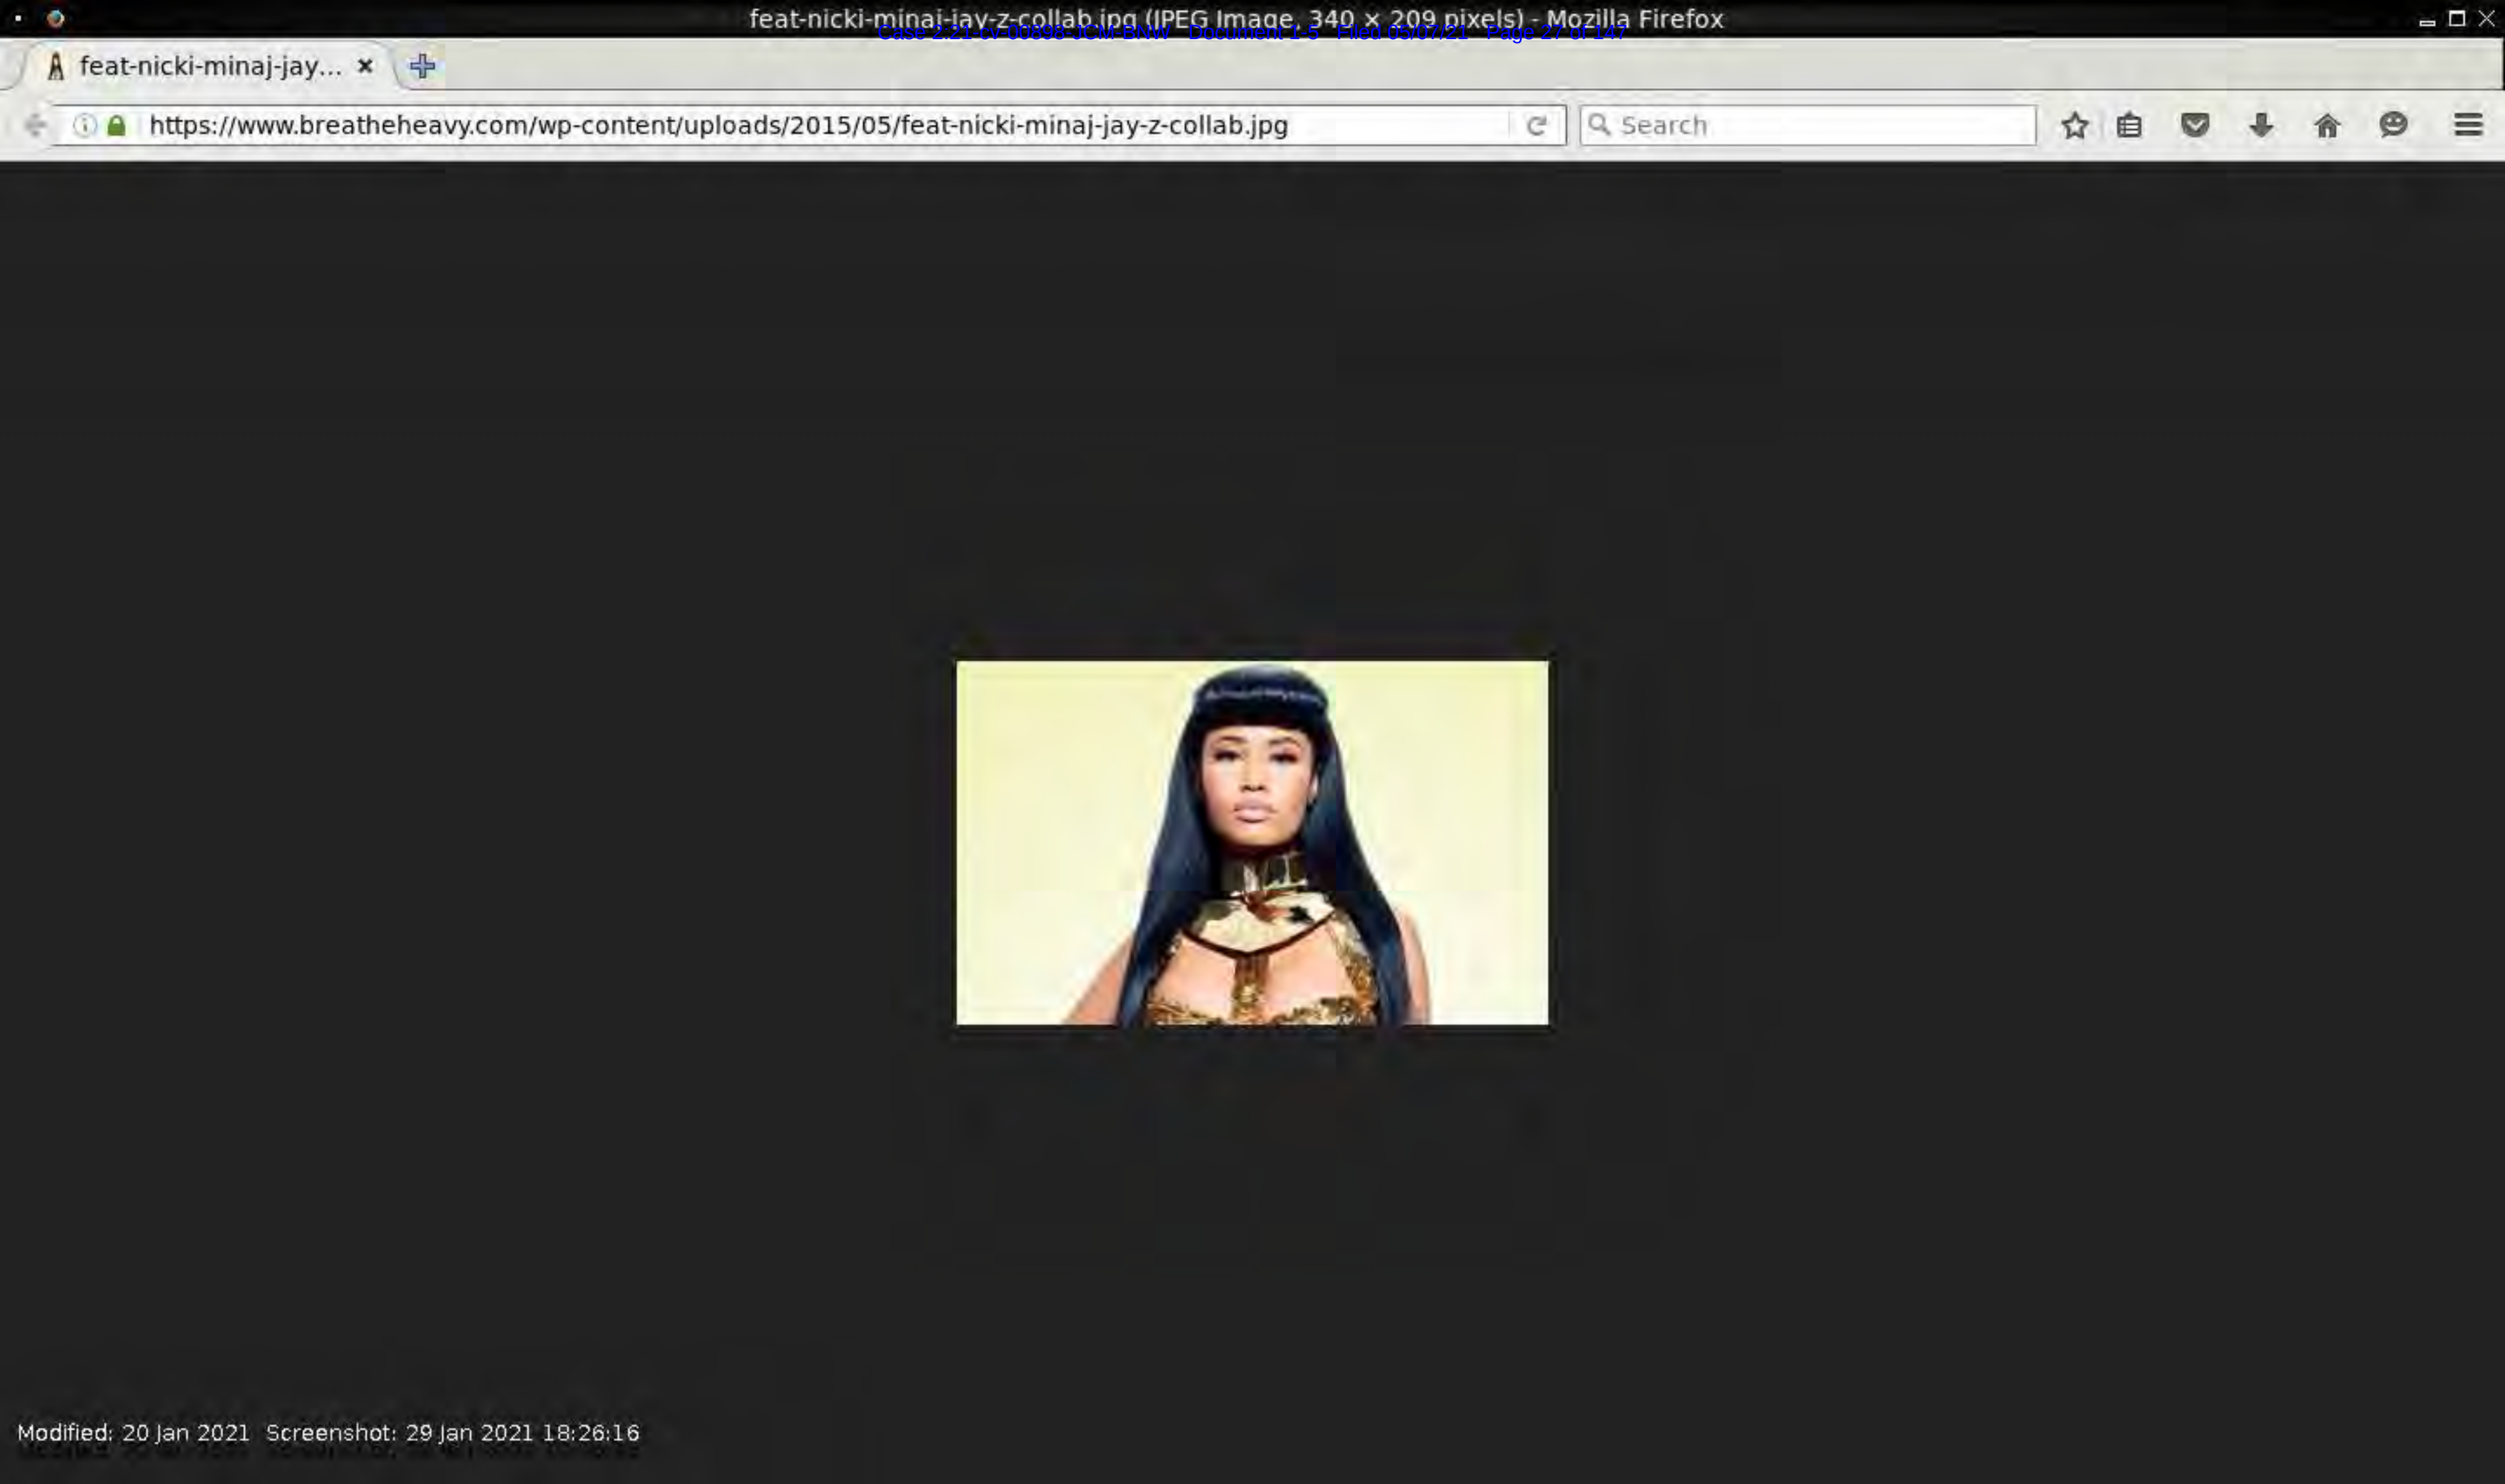 feat-nicki-minaj-jay-z-collab.jpg (JPEG Image, 340 × 209 pixels) - Mozilla Firefox
Case 2:21-cv-00898-JCM-BNW Document 1-5 Filed 05/07/21 Page 27 of 147
feat-nicki-minaj-jay...
https://www.breatheheavy.com/wp-content/uploads/2015/05/feat-nicki-minaj-jay-z-collab.jpg
Search
Modified: 20 Jan 2021 Screenshot: 29 Jan 2021 18:26:16